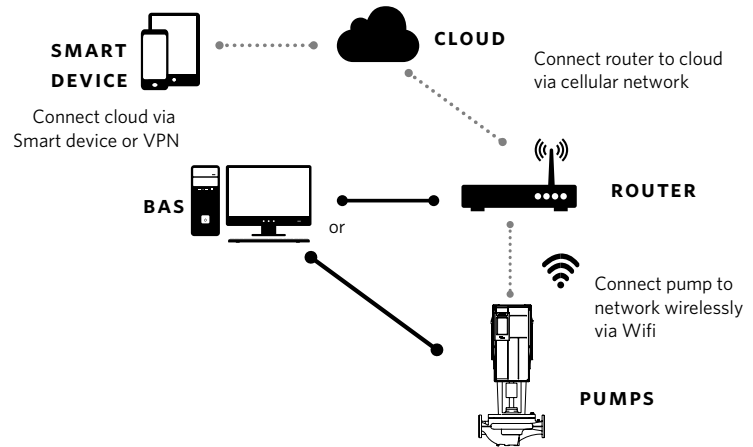 SMART
DEVICE
CLOUD
Connect router to cloud
via cellular network
Connect cloud via
Smart device or VPN
BAS
or
ROUTER
Connect pump to
network wirelessly
via Wifi
PUMPS